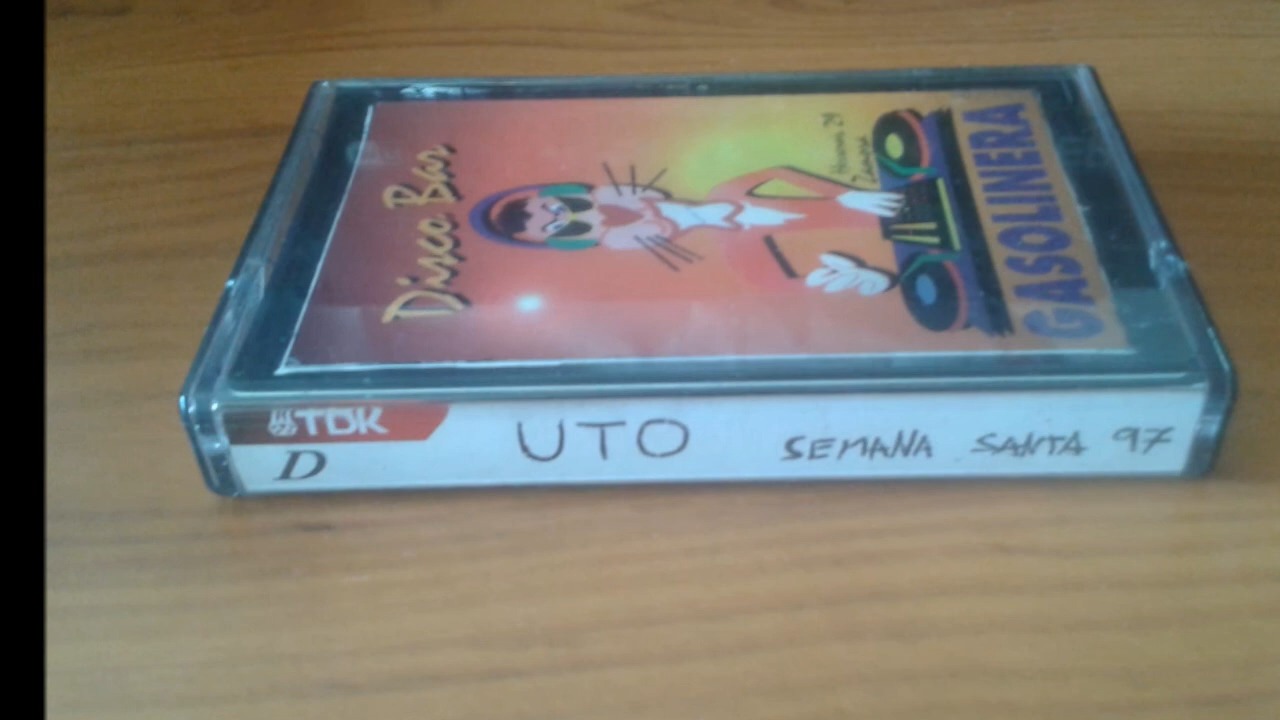 Disco Bar
GASOLINERA
TDK
D
UTO SEMANA SANTA 97